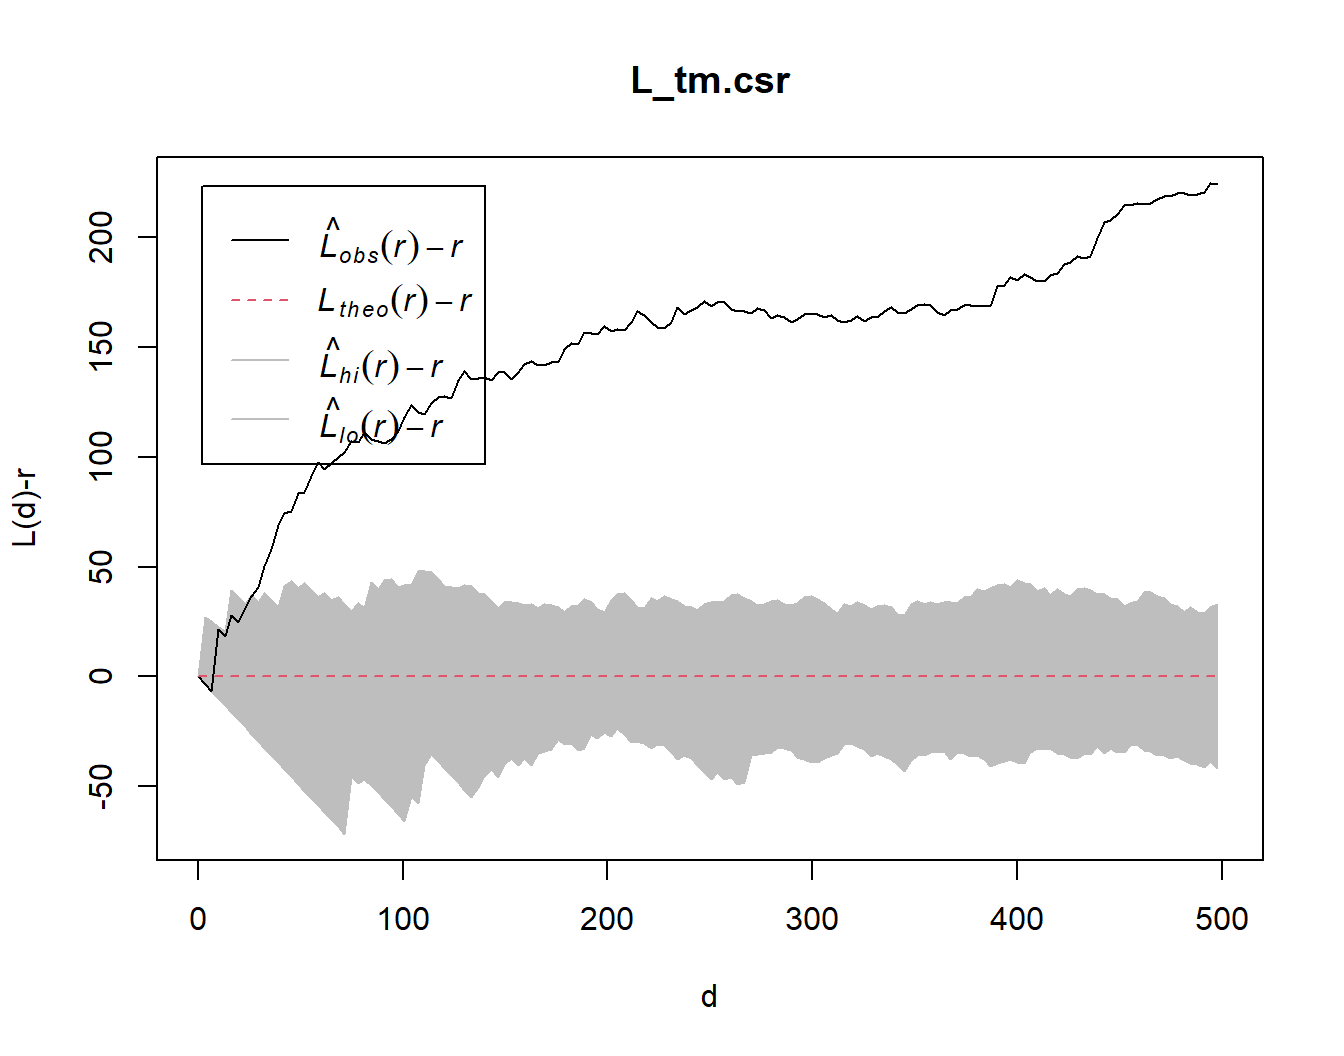 L_tm.csr
L̂obs(r) − r
Ltheo(r) − r
L̂hi(r) − r
L̂lo(r) − r
200
150
100
50
0
-50
L(d)-r
0 100 200 300 400 500
d